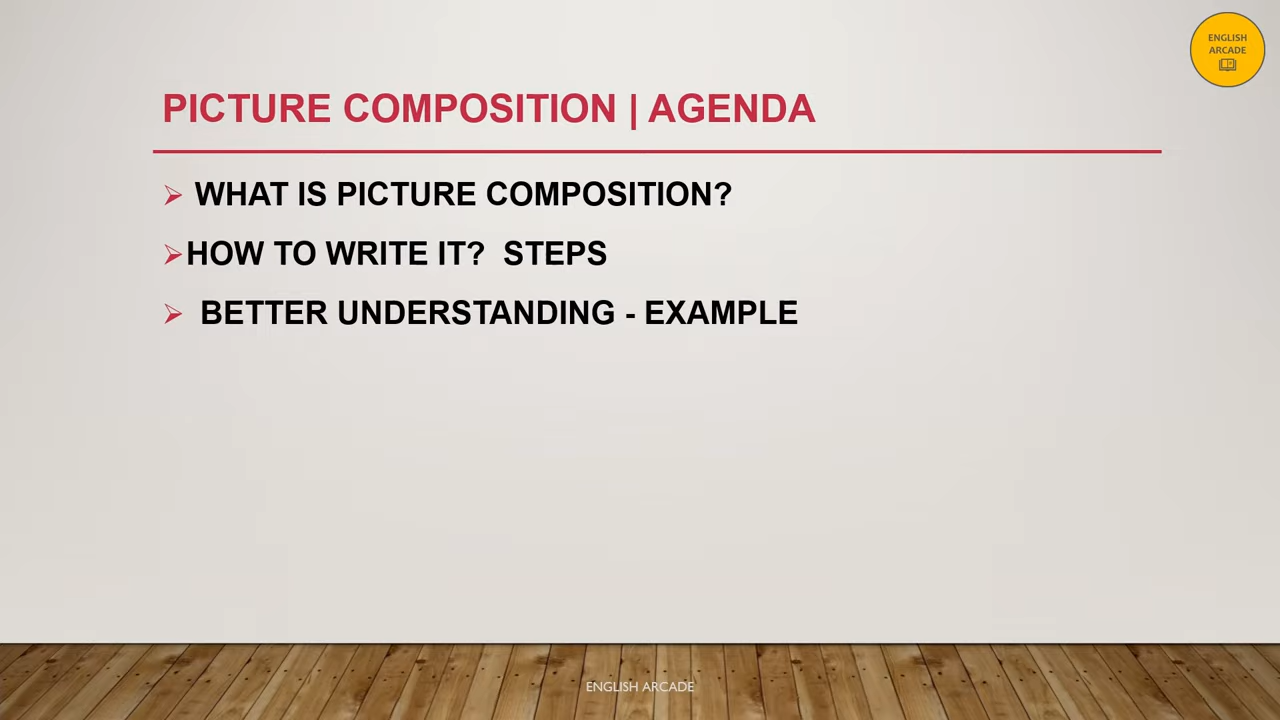 ENGLISH
ARCADE
PICTURE COMPOSITION | AGENDA
WHAT IS PICTURE COMPOSITION?
HOW TO WRITE IT? STEPS
BETTER UNDERSTANDING - EXAMPLE
ENGLISH ARCADE